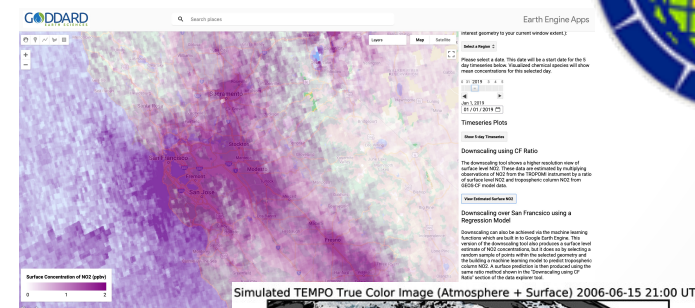 GODDARD
EARTH SCIENCES
Search places
Earth Engine Apps
interest geometry to your current window extent.):
Select a Region
Please select a date. This date will be a start date for the 5
day timeseries below. Visualized chemical species will show
mean concentrations for this selected day.
Jan 1, 2019
01/01/2019
Timeseries Plots
Show 5-day Timeseries
Downscaling using CF Ratio
The downscaling tool shows a higher resolution view of
surface level NO2. These data are estimated by multiplying
observations of NO2 from the TROPOMI instrument by a ratio
of surface level NO2 and tropospheric column NO2 from
GEOS-CF model data.
View Estimated Surface NO2
Downscaling over San Francsico using a
Regression Model
Downscaling can also be achieved via the machine learning
functions which are built in to Google Earth Engine. This
version of the downscaling tool also produces a surface level
estimate of NO2 concentrations, but it does so by selecting a
random sample of points within the selected geometry and
the building a machine learning model to predict tropospheric
column NO2. A surface prediction is then produced using the
same ratio method shown in the "Downscaling using CF
Ratio" section of the data explorer tool.
Layers
Map
Satellite
San Francisco
Fremont
San Jose
Stockton
Modesto
Fresno
Surface Concentration of NO2 (ppbv)
0 1 2
Simulated TEMPO True Color Image (Atmosphere + Surface) 2006-06-15 21:00 UT